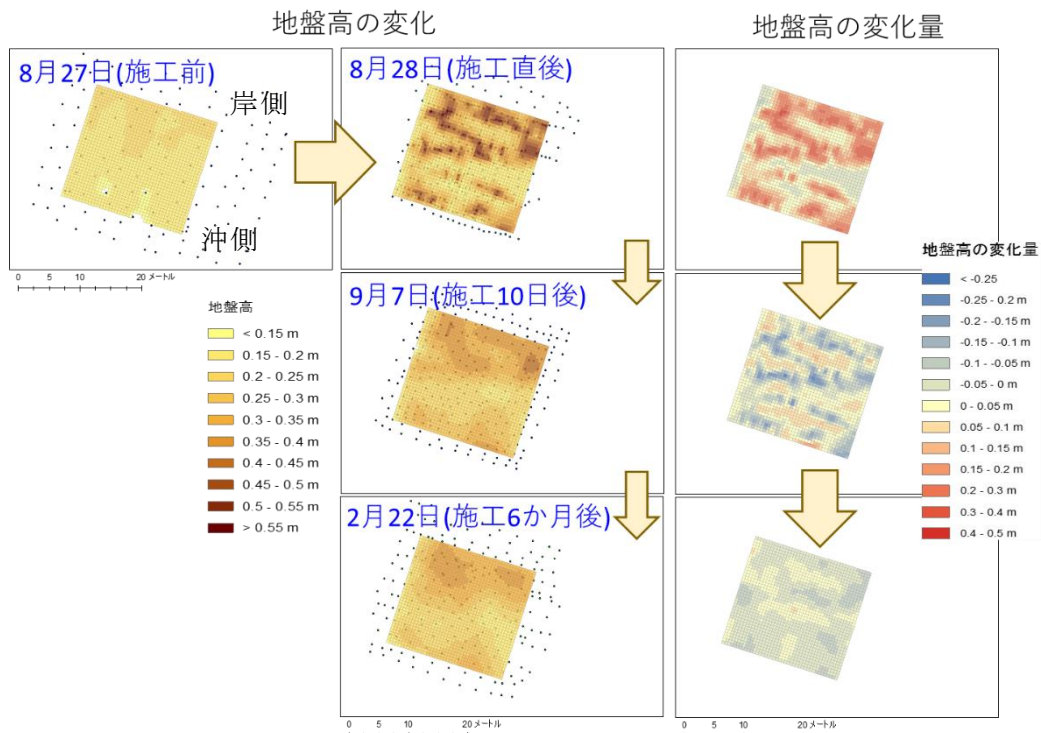 地盤高の変化
地盤高の変化量
8月27日(施工前)
岸側
沖側
0 5 10 20 メートル
8月28日(施工直後)
地盤高
< 0.15 m
0.15 - 0.2 m
0.2 - 0.25 m
0.25 - 0.3 m
0.3 - 0.35 m
0.35 - 0.4 m
0.4 - 0.45 m
0.45 - 0.5 m
0.5 - 0.55 m
> 0.55 m
9月7日(施工10日後)
2月22日(施工6か月後)
0 5 10 20 メートル
地盤高の変化量
< -0.25
-0.25 - 0.2 m
-0.2 - -0.15 m
-0.15 - -0.1 m
-0.1 - -0.05 m
-0.05 - 0 m
0 - 0.05 m
0.05 - 0.1 m
0.1 - 0.15 m
0.15 - 0.2 m
0.2 - 0.3 m
0.3 - 0.4 m
0.4 - 0.5 m
0 5 10 20 メートル